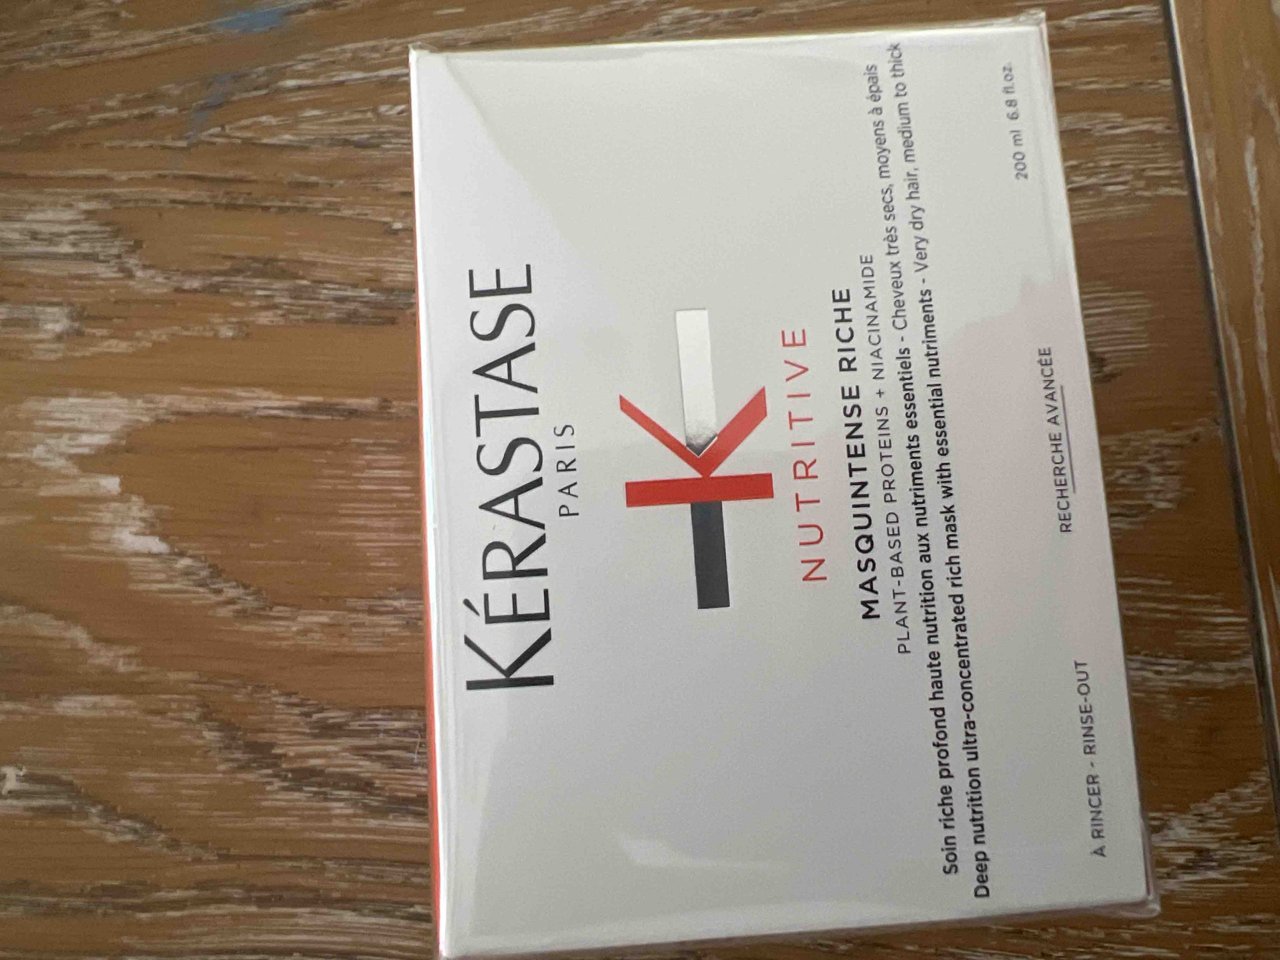 KÉRASTASE
PARIS
K
NUTRITIVE
MASQUINTENSE RICHE
PLANT-BASED PROTEINS + NIACINAMIDE
Soin riche profond haute nutrition aux nutriments essentiels - Cheveux très secs, moyens à épais
Deep nutrition ultra-concentrated rich mask with essential nutriments - Very dry hair, medium to thick
À RINCER - RINSE-OUT
RECHERCHE AVANCÉE
200 ml 6.8 fl.oz.